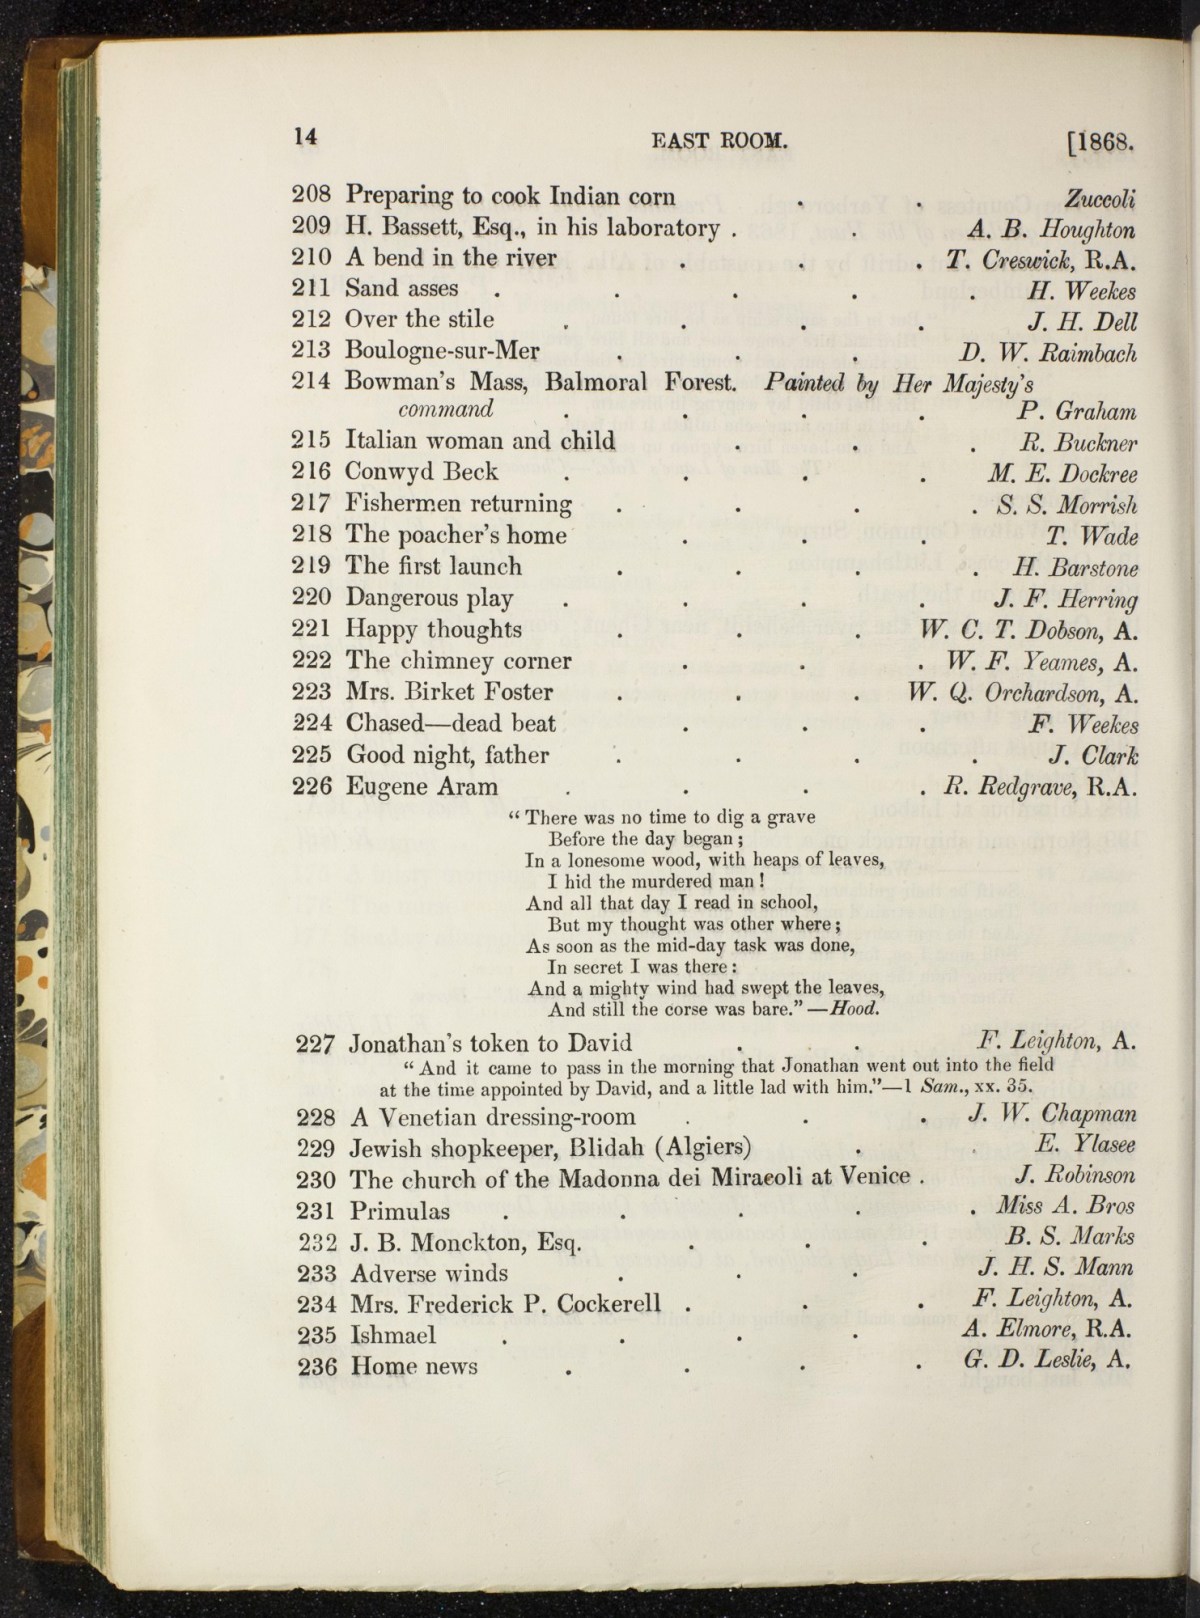 14 EAST ROOM. [1868.
208 Preparing to cook Indian corn . . Zuccoli
209 H. Bassett, Esq., in his laboratory . . A. B. Houghton
210 A bend in the river . . . T. Creswick, R.A.
211 Sand asses . . . . . H. Weekes
212 Over the stile . . . . J. H. Dell
213 Boulogne-sur-Mer . . . D. W. Raimbach
214 Bowman's Mass, Balmoral Forest. Painted by Her Majesty's
command . . . . P. Graham
215 Italian woman and child . . . R. Buckner
216 Conwyd Beck . . . . M. E. Dockree
217 Fishermen returning . . . . S. S. Morrish
218 The poacher's home . . . T. Wade
219 The first launch . . . . H. Barstone
220 Dangerous play . . . . J. F. Herring
221 Happy thoughts . . . W. C. T. Dobson, A.
222 The chimney corner . . . W. F. Yeames, A.
223 Mrs. Birket Foster . . . W. Q. Orchardson, A.
224 Chased—dead beat . . . F. Weekes
225 Good night, father . . . . J. Clark
226 Eugene Aram . . . . R. Redgrave, R.A.
"There was no time to dig a grave
Before the day began;
In a lonesome wood, with heaps of leaves,
I hid the murdered man!
And all that day I read in school,
But my thought was other where;
As soon as the mid-day task was done,
In secret I was there:
And a mighty wind had swept the leaves,
And still the corse was bare."—Hood.
227 Jonathan's token to David . . . F. Leighton, A.
"And it came to pass in the morning that Jonathan went out into the field
at the time appointed by David, and a little lad with him."—1 Sam., xx. 35.
228 A Venetian dressing-room . . . J. W. Chapman
229 Jewish shopkeeper, Blidah (Algiers) . . E. Ylasee
230 The church of the Madonna dei Miracoli at Venice . J. Robinson
231 Primulas . . . . . Miss A. Bros
232 J. B. Monckton, Esq. . . . B. S. Marks
233 Adverse winds . . . J. H. S. Mann
234 Mrs. Frederick P. Cockerell . . . F. Leighton, A.
235 Ishmael . . . . A. Elmore, R.A.
236 Home news . . . . G. D. Leslie, A.